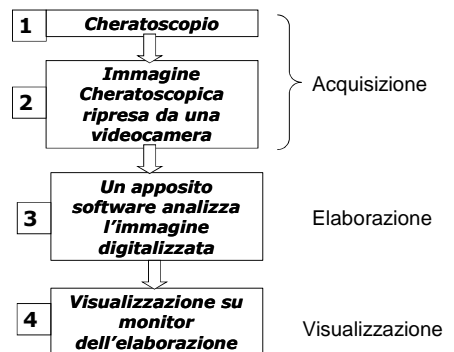 1
Cheratoscopio
2
Immagine
Cheratoscopica
ripresa da una
videocamera
Acquisizione
3
Un apposito
software analizza
l'immagine
digitalizzata
Elaborazione
4
Visualizzazione su
monitor
dell'elaborazione
Visualizzazione